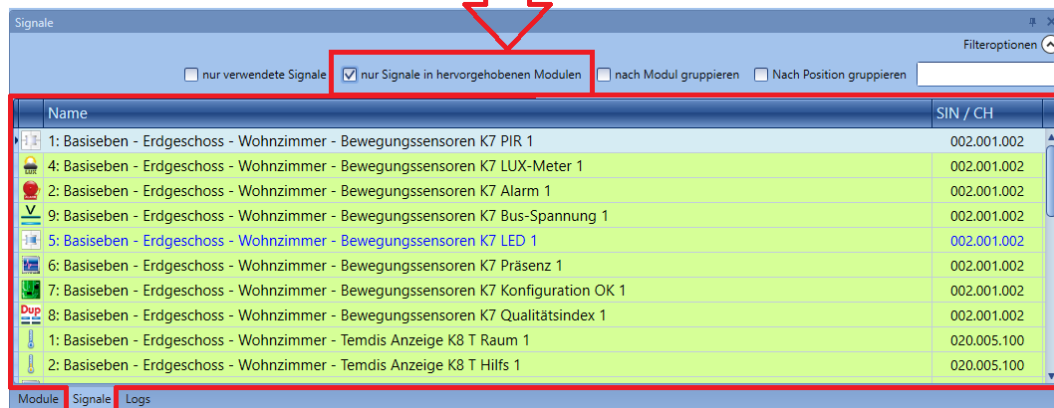 Signale
Filteroptionen
nur verwendete Signale nur Signale in hervorgehobenen Modulen nach Modul gruppieren Nach Position gruppieren
Name SIN / CH
1: Basiseben - Erdgeschoss - Wohnzimmer - Bewegungssensoren K7 PIR 1 002.001.002
LUX 4: Basiseben - Erdgeschoss - Wohnzimmer - Bewegungssensoren K7 LUX-Meter 1 002.001.002
2: Basiseben - Erdgeschoss - Wohnzimmer - Bewegungssensoren K7 Alarm 1 002.001.002
V 9: Basiseben - Erdgeschoss - Wohnzimmer - Bewegungssensoren K7 Bus-Spannung 1 002.001.002
5: Basiseben - Erdgeschoss - Wohnzimmer - Bewegungssensoren K7 LED 1 002.001.002
6: Basiseben - Erdgeschoss - Wohnzimmer - Bewegungssensoren K7 Präsenz 1 002.001.002
7: Basiseben - Erdgeschoss - Wohnzimmer - Bewegungssensoren K7 Konfiguration OK 1 002.001.002
Dup 8: Basiseben - Erdgeschoss - Wohnzimmer - Bewegungssensoren K7 Qualitätsindex 1 002.001.002
1: Basiseben - Erdgeschoss - Wohnzimmer - Temdis Anzeige K8 T Raum 1 020.005.100
2: Basiseben - Erdgeschoss - Wohnzimmer - Temdis Anzeige K8 T Hilfs 1 020.005.100
Module Signale Logs